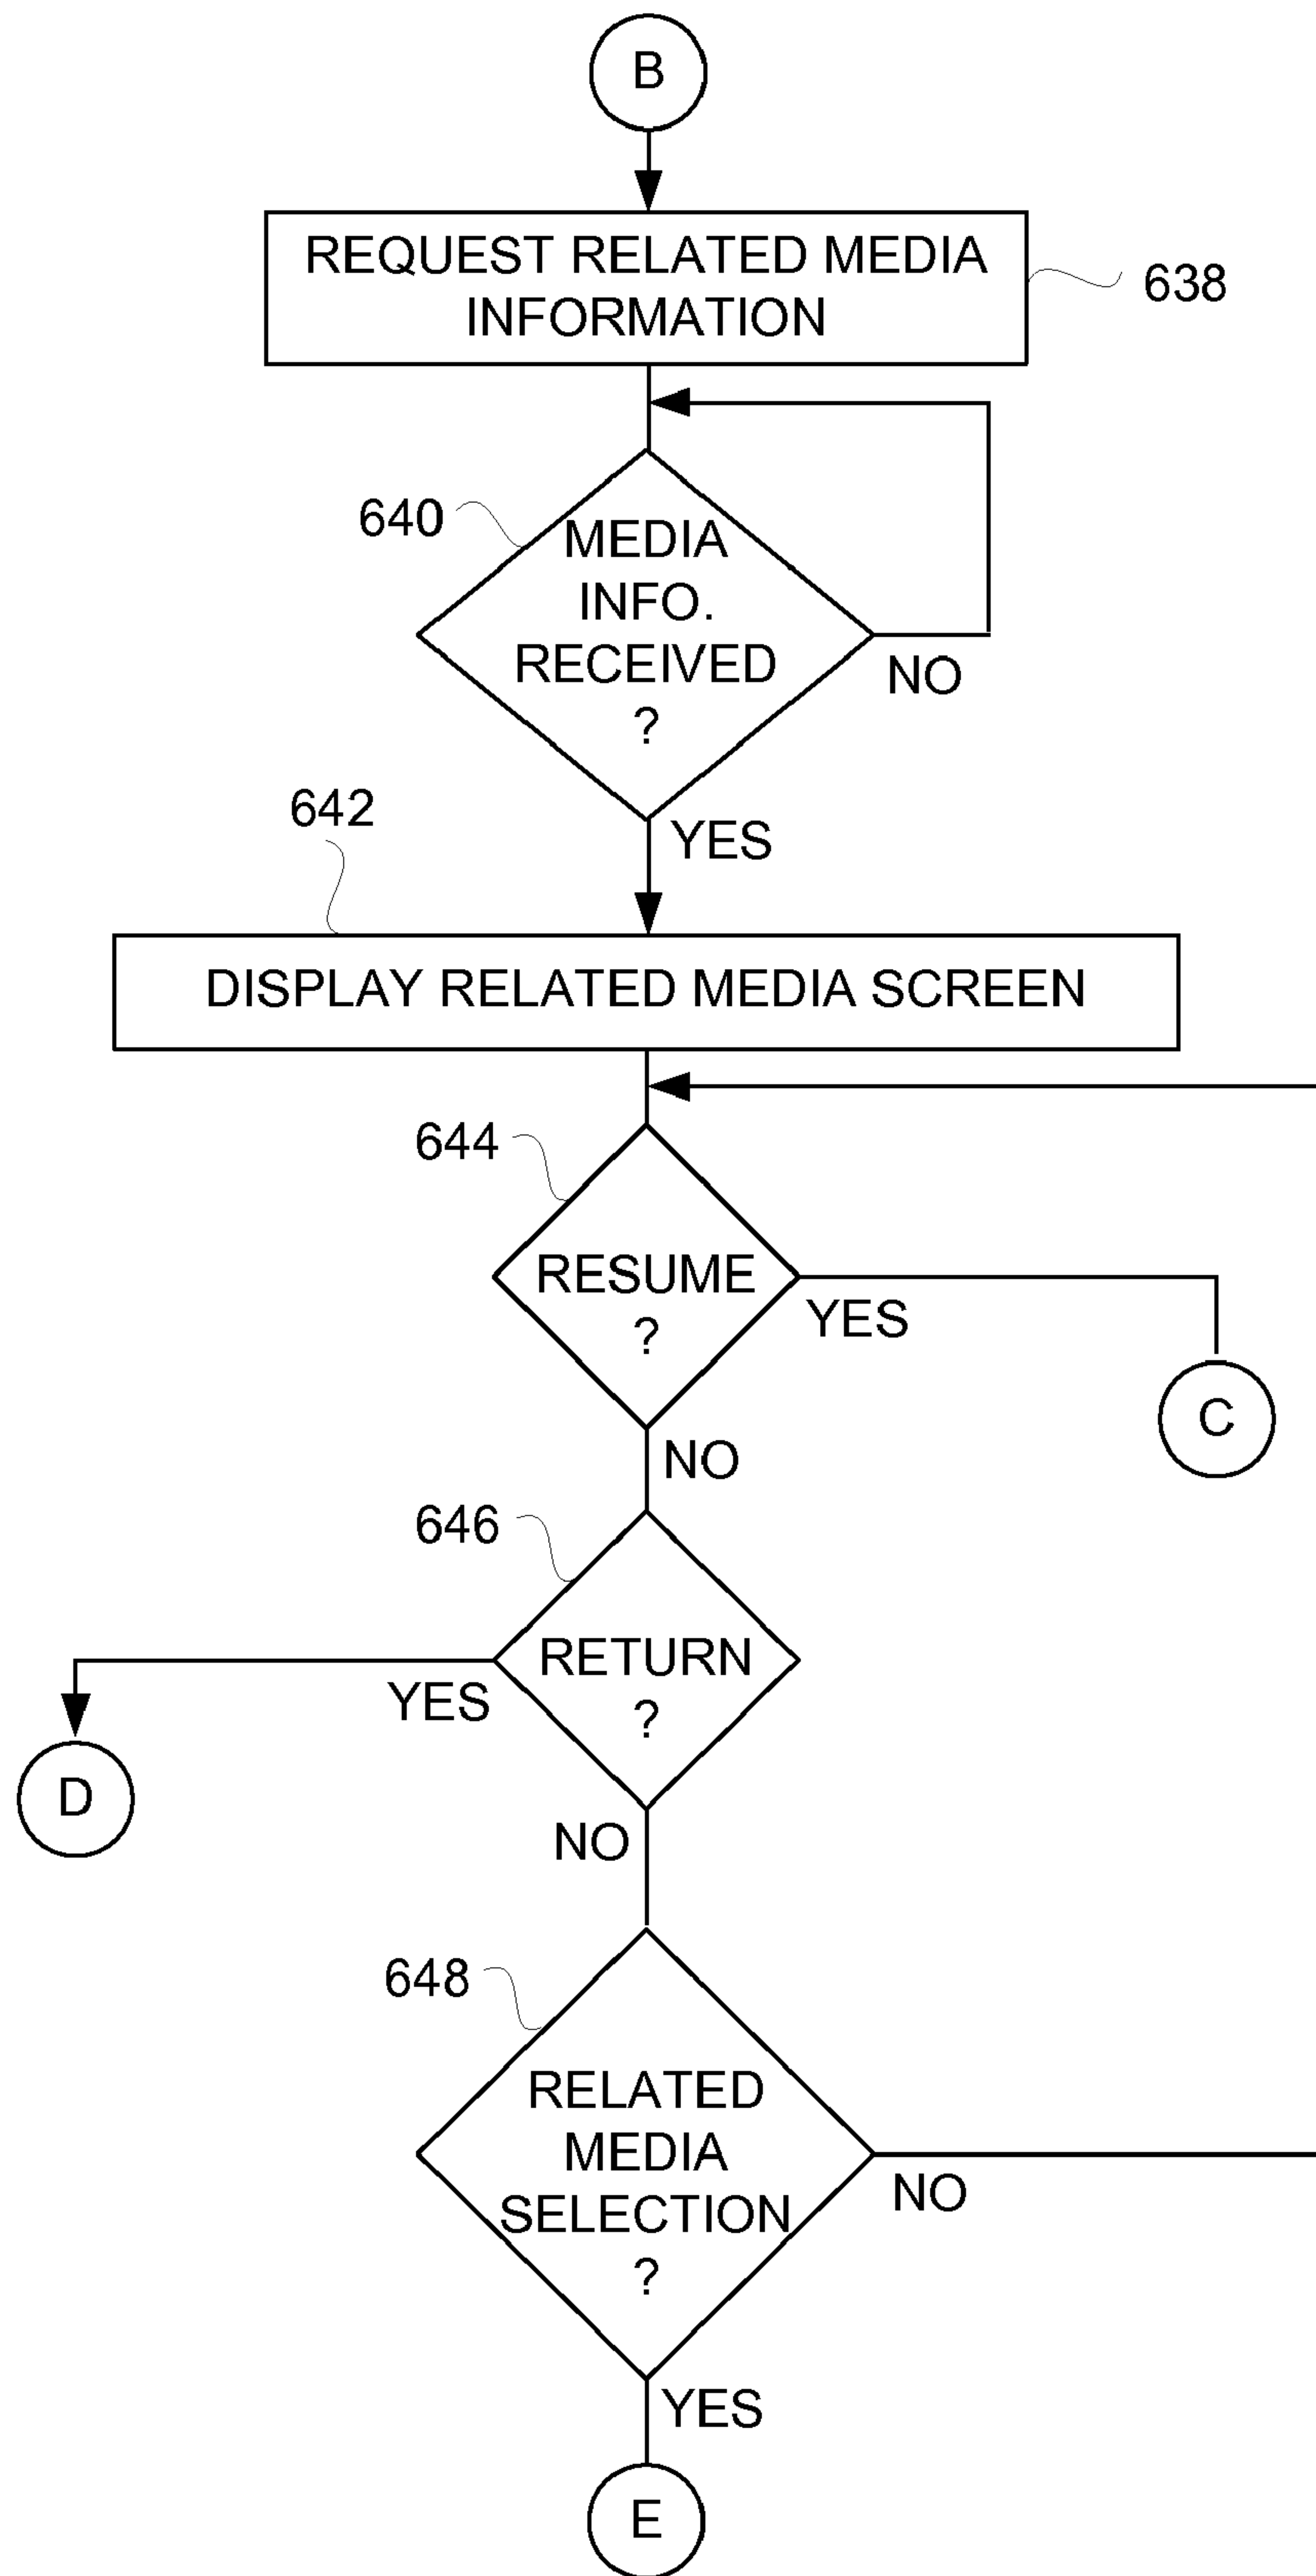 B
REQUEST RELATED MEDIA
INFORMATION
638
640
MEDIA
INFO.
RECEIVED
?
NO
642
YES
DISPLAY RELATED MEDIA SCREEN
644
RESUME
?
YES
C
NO
646
RETURN
?
YES
D
NO
648
RELATED
MEDIA
SELECTION
?
NO
YES
E